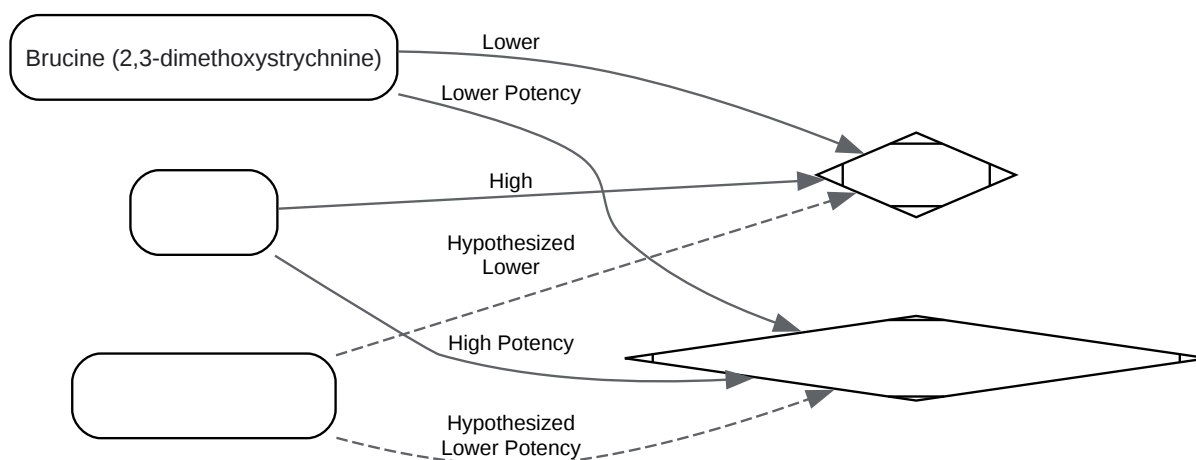 Brucine (2,3-dimethoxystrychnine)
Lower
Lower Potency
High
Hypothesized
Lower
High Potency
Hypothesized
Lower Potency